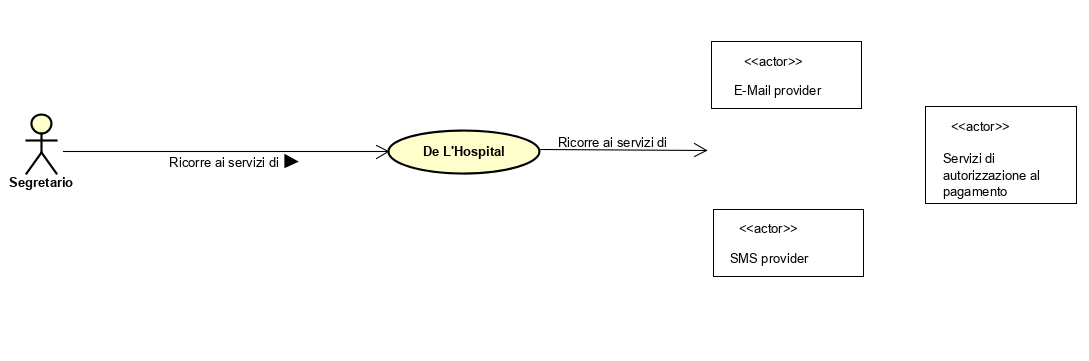 <<actor>>
E-Mail provider
<<actor>>
Servizi di
autorizzazione al
pagamento
Segretario
Ricorre ai servizi di
De L'Hospital
Ricorre ai servizi di
<<actor>>
SMS provider